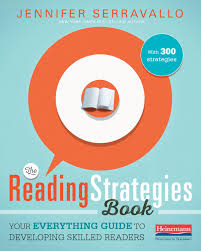 JENNIFER SERRAVALLO
With 300
strategies
The
Reading Strategies
Book
YOUR EVERYTHING GUIDE TO
DEVELOPING SKILLED READERS
Heinemann